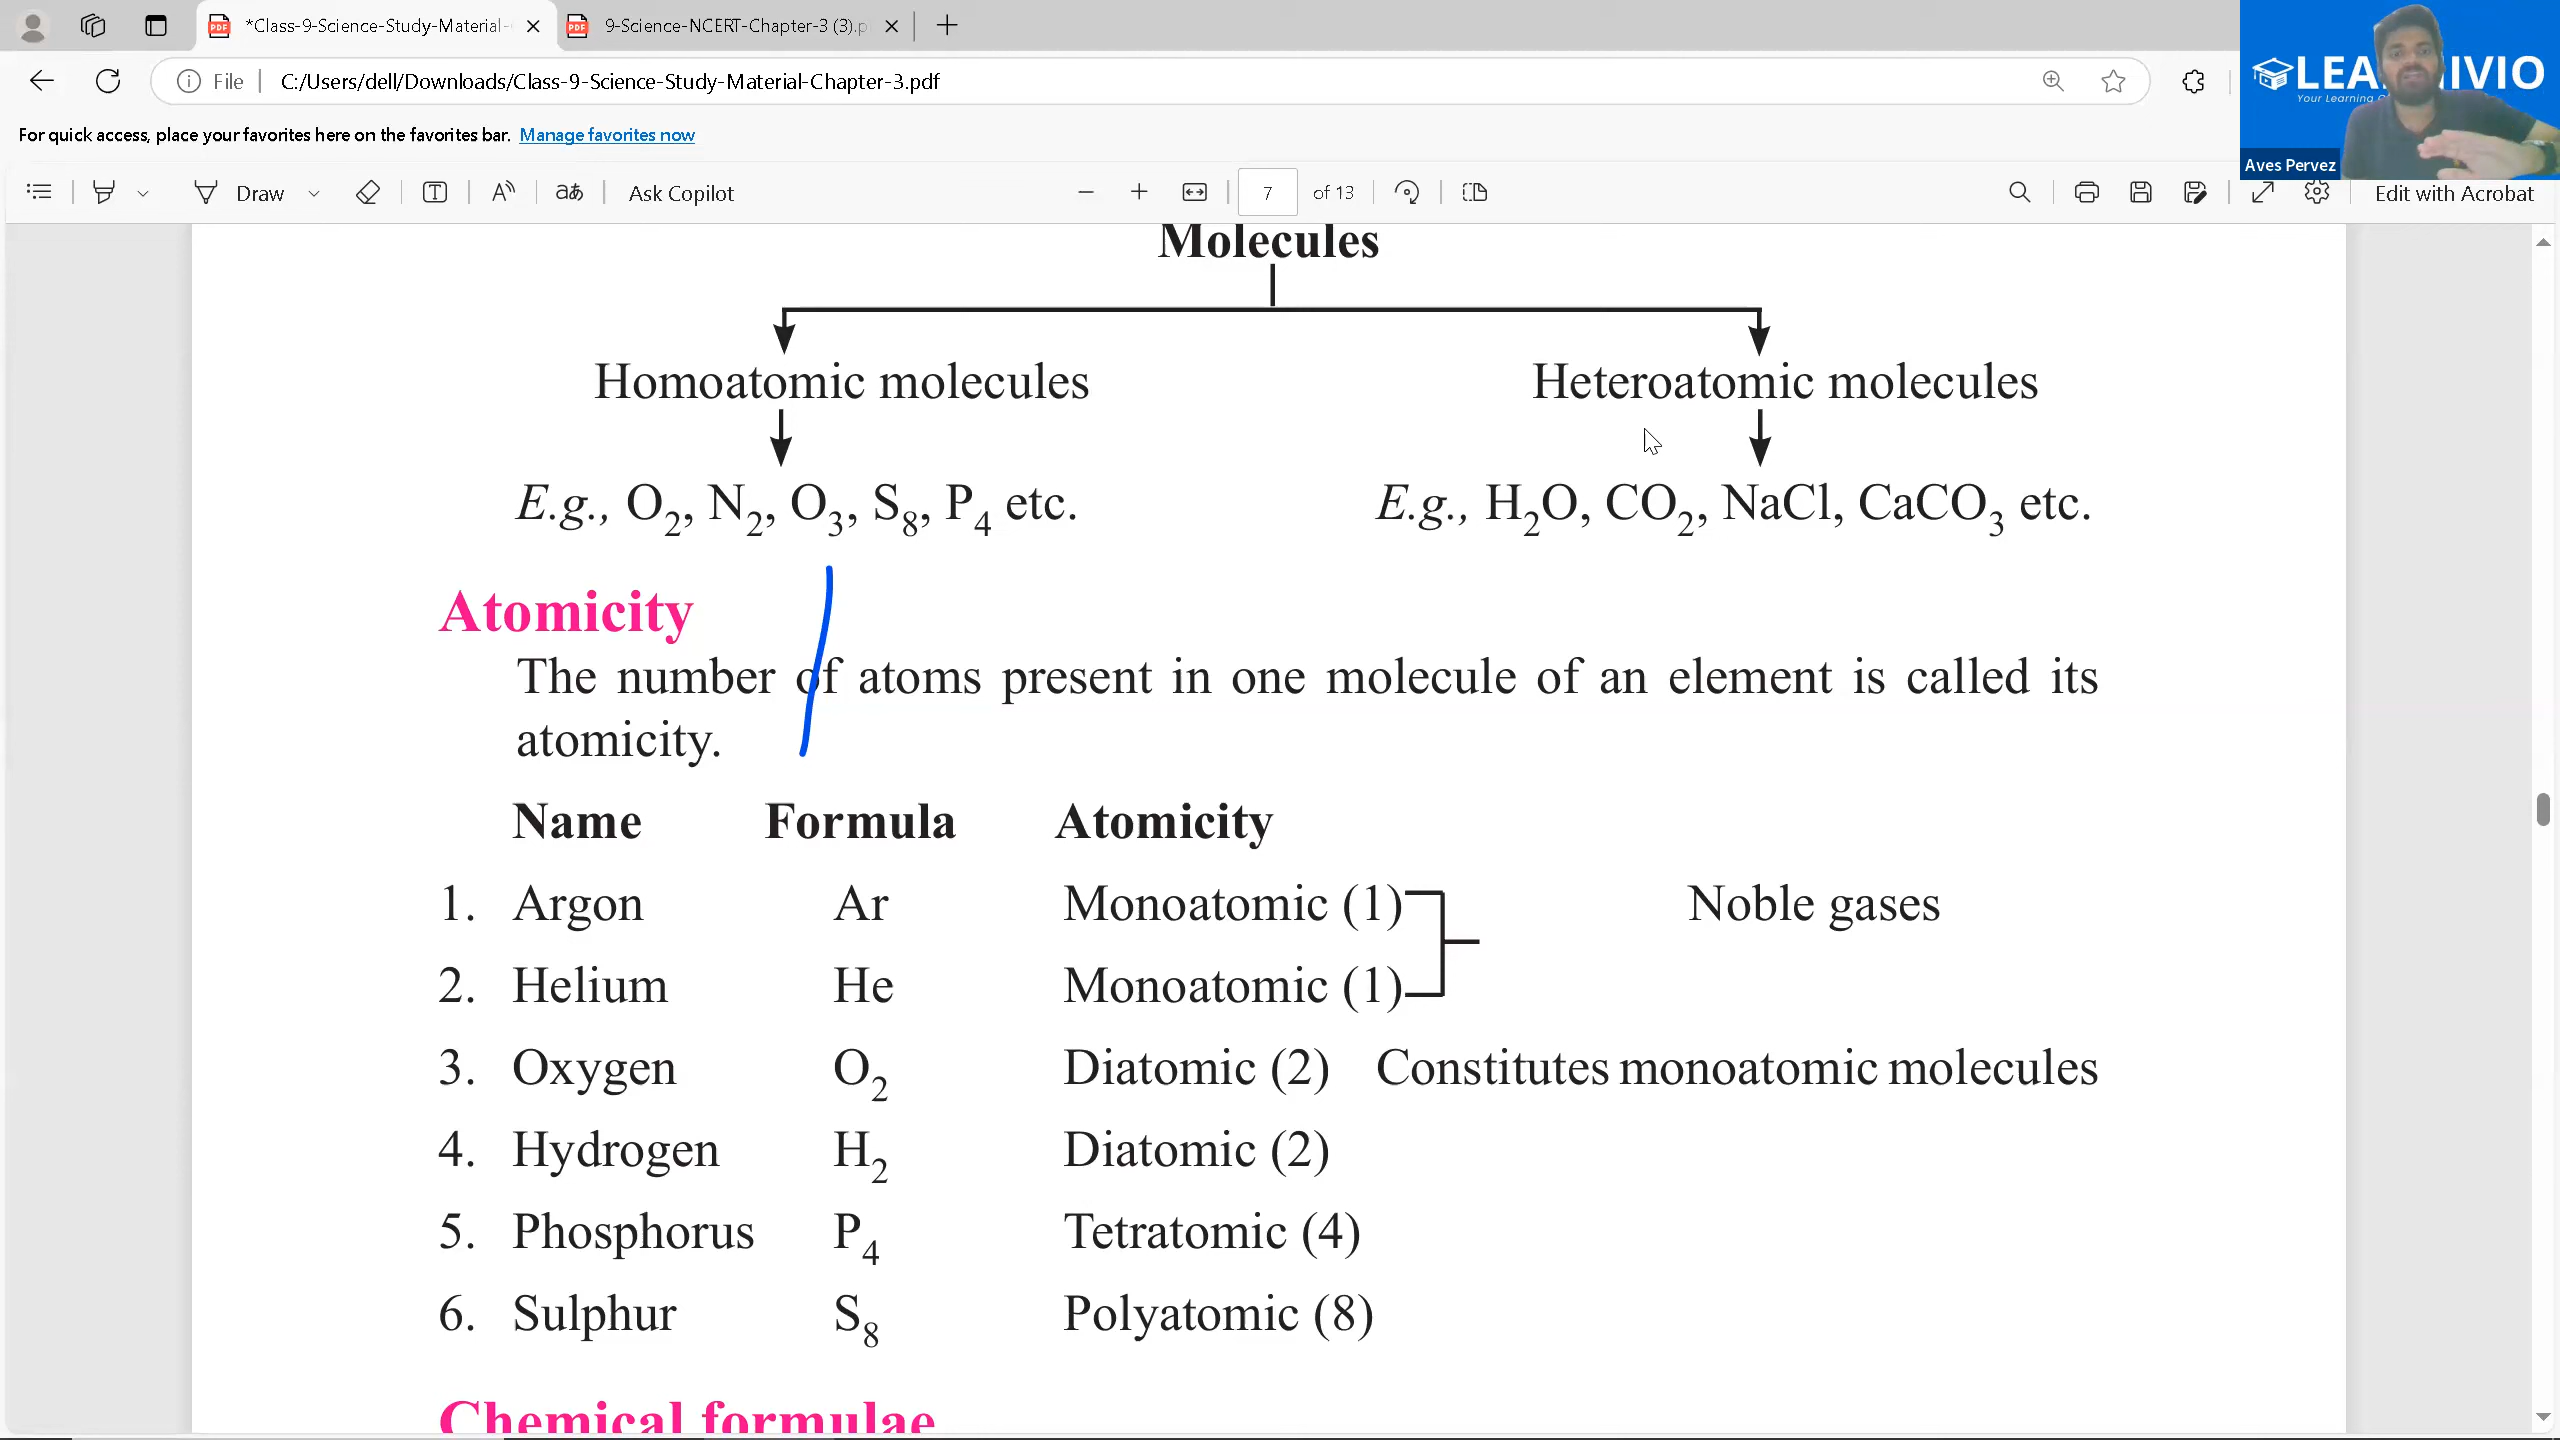 *Class-9-Science-Study-Material-
9-Science-NCERT-Chapter-3 (3).p
File
C:/Users/dell/Downloads/Class-9-Science-Study-Material-Chapter-3.pdf
For quick access, place your favorites here on the favorites bar. Manage favorites now
Draw
Ask Copilot
7 of 13
Edit with Acrobat
Your Learning
Aves Pervez
Molecules
Homoatomic molecules Heteroatomic molecules
E.g., O₂, N₂, O₃, S₈, P₄ etc. E.g., H₂O, CO₂, NaCl, CaCO₃ etc.
Atomicity
The number of atoms present in one molecule of an element is called its
atomicity.
Name Formula Atomicity
1. Argon Ar Monoatomic (1) Noble gases
2. Helium He Monoatomic (1)
3. Oxygen O₂ Diatomic (2) Constitutes monoatomic molecules
4. Hydrogen H₂ Diatomic (2)
5. Phosphorus P₄ Tetratomic (4)
6. Sulphur S₈ Polyatomic (8)
Chemical formulae